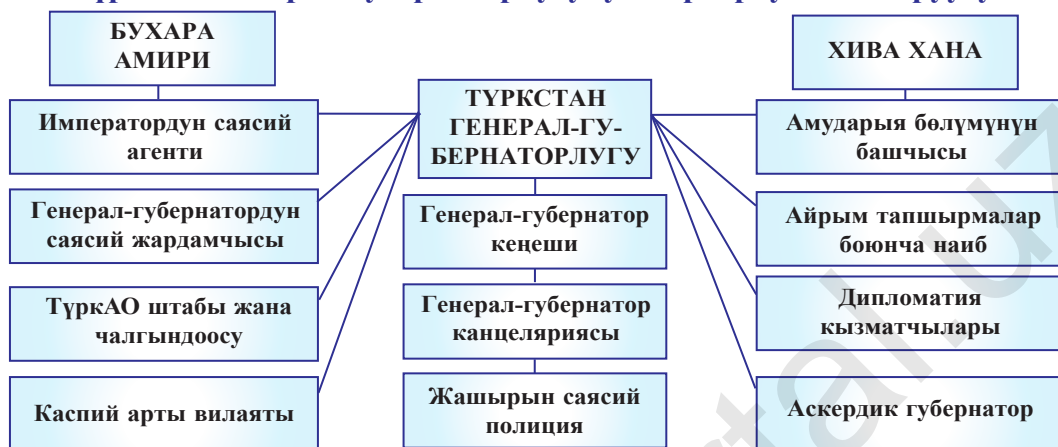 БУХАРА
АМИРИ
Императордун саясий
агенти
Генерал-губернатордун
саясий жардамчысы
ТүркАО штабы жана
чалгындоосу
Каспий арты вилаяты
ТҮРКСТАН
ГЕНЕРАЛ-ГУ-
БЕРНАТОРЛУГУ
Генерал-губернатор
кеңеши
Генерал-губернатор
канцеляриясы
Жашырын саясий
полиция
ХИВА ХАНА
Амударыя бөлүмүнүн
башчысы
Айрым тапшырмалар
боюнча наиб
Дипломатия
кызматчылары
Аскердик губернатор